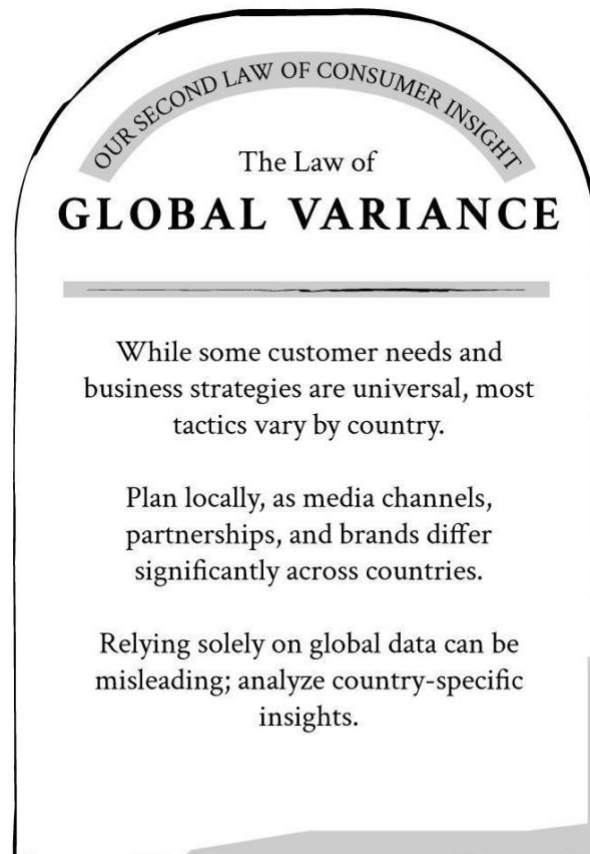 OUR SECOND LAW OF CONSUMER INSIGHT
The Law of
GLOBAL VARIANCE
While some customer needs and
business strategies are universal, most
tactics vary by country.
Plan locally, as media channels,
partnerships, and brands differ
significantly across countries.
Relying solely on global data can be
misleading; analyze country-specific
insights.